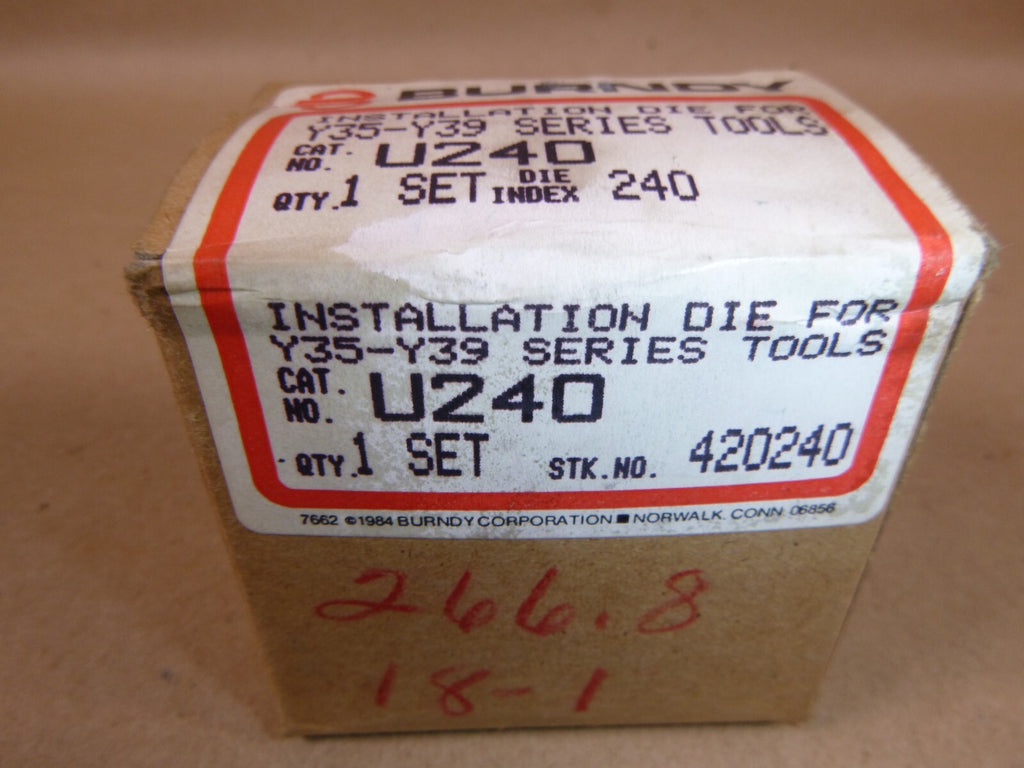 BURNDY
INSTALLATION DIE FOR
Y35-Y39 SERIES TOOLS
CAT. NO. U240
QTY. 1 SET DIE INDEX 240
INSTALLATION DIE FOR
Y35-Y39 SERIES TOOLS
CAT. NO. U240
QTY. 1 SET STK. NO. 420240
7662 ©1984 BURNDY CORPORATION ■ NORWALK, CONN 06856
266.8
18-1